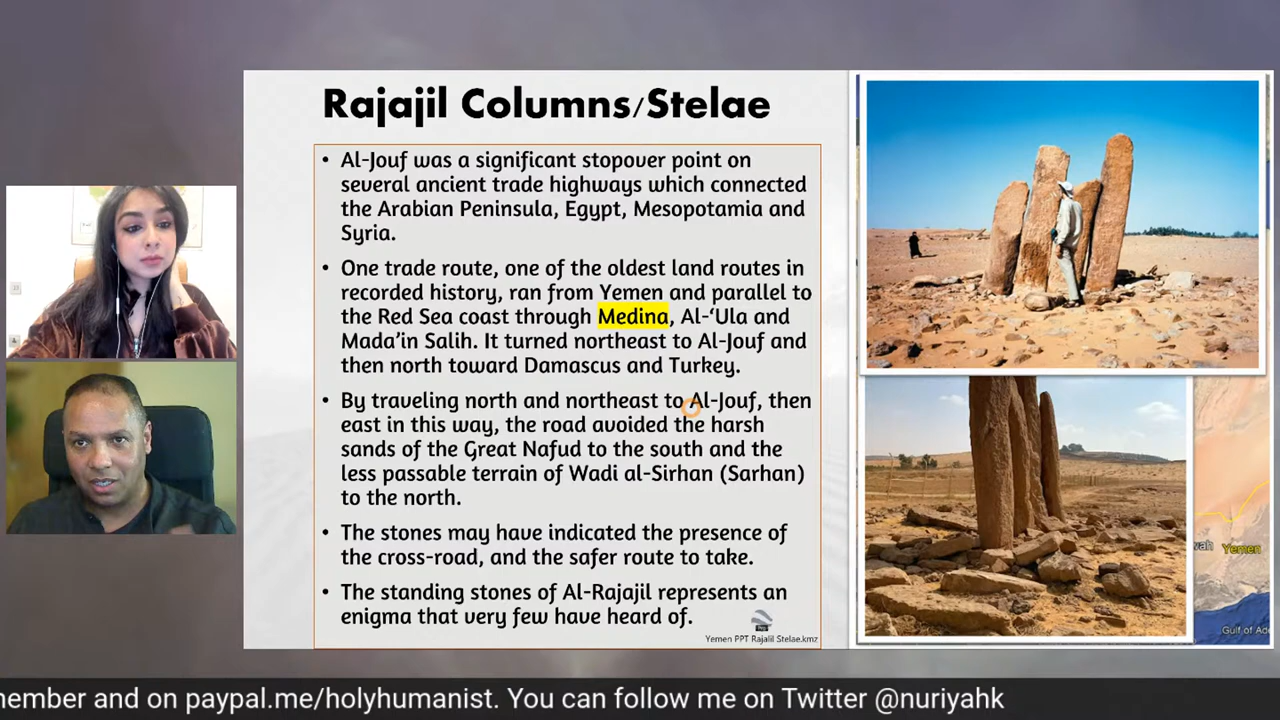 Rajajil Columns/Stelae
• Al-Jouf was a significant stopover point on
several ancient trade highways which connected
the Arabian Peninsula, Egypt, Mesopotamia and
Syria.
• One trade route, one of the oldest land routes in
recorded history, ran from Yemen and parallel to
the Red Sea coast through Medina, Al-‘Ula and
Mada’in Salih. It turned northeast to Al-Jouf and
then north toward Damascus and Turkey.
• By traveling north and northeast to Al-Jouf, then
east in this way, the road avoided the harsh
sands of the Great Nafud to the south and the
less passable terrain of Wadi al-Sirhan (Sarhan)
to the north.
• The stones may have indicated the presence of
the cross-road, and the safer route to take.
• The standing stones of Al-Rajajil represents an
enigma that very few have heard of.
Yemen PPT Rajalil Stelae.kmz
Yemen
Gulf of Ade
member and on paypal.me/holyhumanist. You can follow me on Twitter @nuriyahk